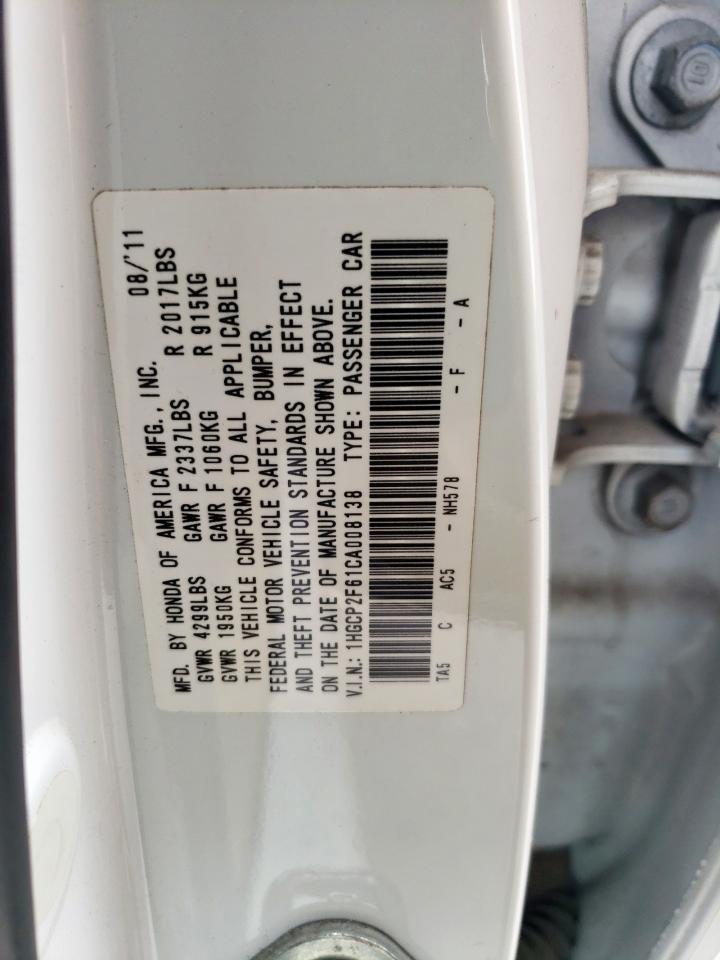 MFD. BY HONDA OF AMERICA MFG., INC. 08/'11
GVWR 4299LBS GAWR F 2337LBS R 2017LBS
GVWR 1950KG GAWR F 1060KG R 915KG
THIS VEHICLE CONFORMS TO ALL APPLICABLE
FEDERAL MOTOR VEHICLE SAFETY, BUMPER,
AND THEFT PREVENTION STANDARDS IN EFFECT
ON THE DATE OF MANUFACTURE SHOWN ABOVE.
V.I.N.: 1HGCP2F61CA008138 TYPE: PASSENGER CAR
TA5 C AC5 - NH578 - F - A